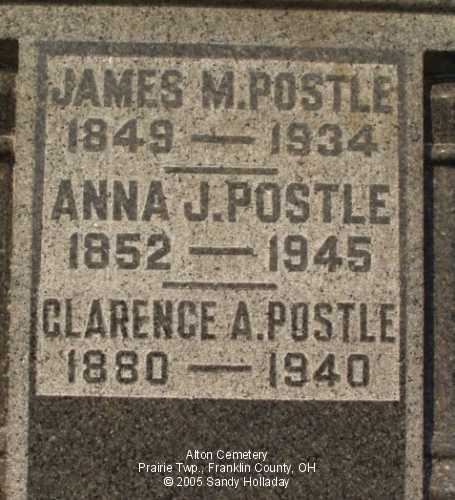 JAMES M. POSTLE
1849 — 1934
ANNA J. POSTLE
1852 — 1945
CLARENCE A. POSTLE
1880 — 1940
Alton Cemetery
Prairie Twp., Franklin County, OH
© 2005 Sandy Holladay